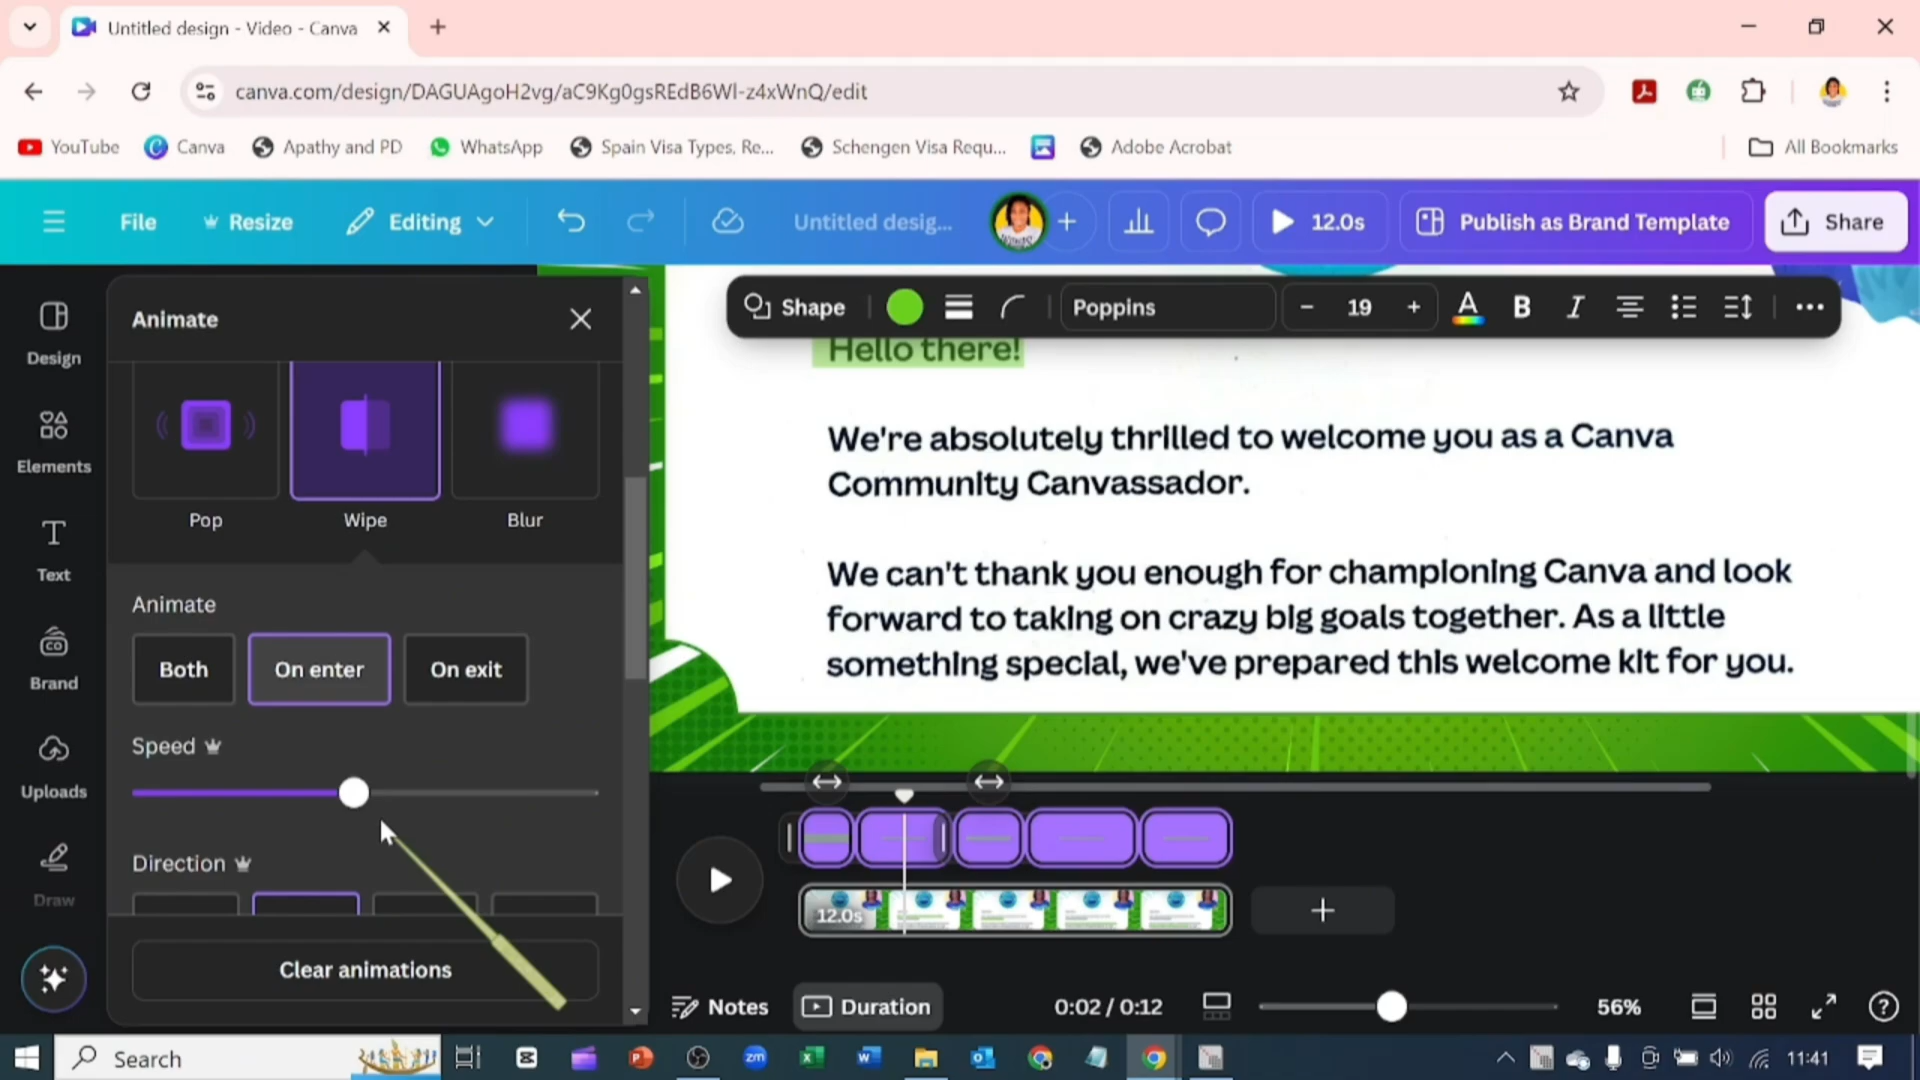 Untitled design - Video - Canva
canva.com/design/DAGUAgoH2vg/aC9Kg0gsREdB6Wl-z4xWnQ/edit
YouTube
Canva
Apathy and PD
WhatsApp
Spain Visa Types, Re...
Schengen Visa Requ...
Adobe Acrobat
All Bookmarks
File
Resize
Editing
Untitled desig...
12.0s
Publish as Brand Template
Share
Design
Elements
Text
Brand
Uploads
Draw
Animate
Pop
Wipe
Blur
Animate
Both
On enter
On exit
Speed
Direction
Clear animations
Shape
Poppins
– 19 +
A
B
I
Hello there!
We're absolutely thrilled to welcome you as a Canva
Community Canvassador.
We can't thank you enough for championing Canva and look
forward to taking on crazy big goals together. As a little
something special, we've prepared this welcome kit for you.
12.0s
Notes
Duration
0:02 / 0:12
56%
Search
zm
11:41